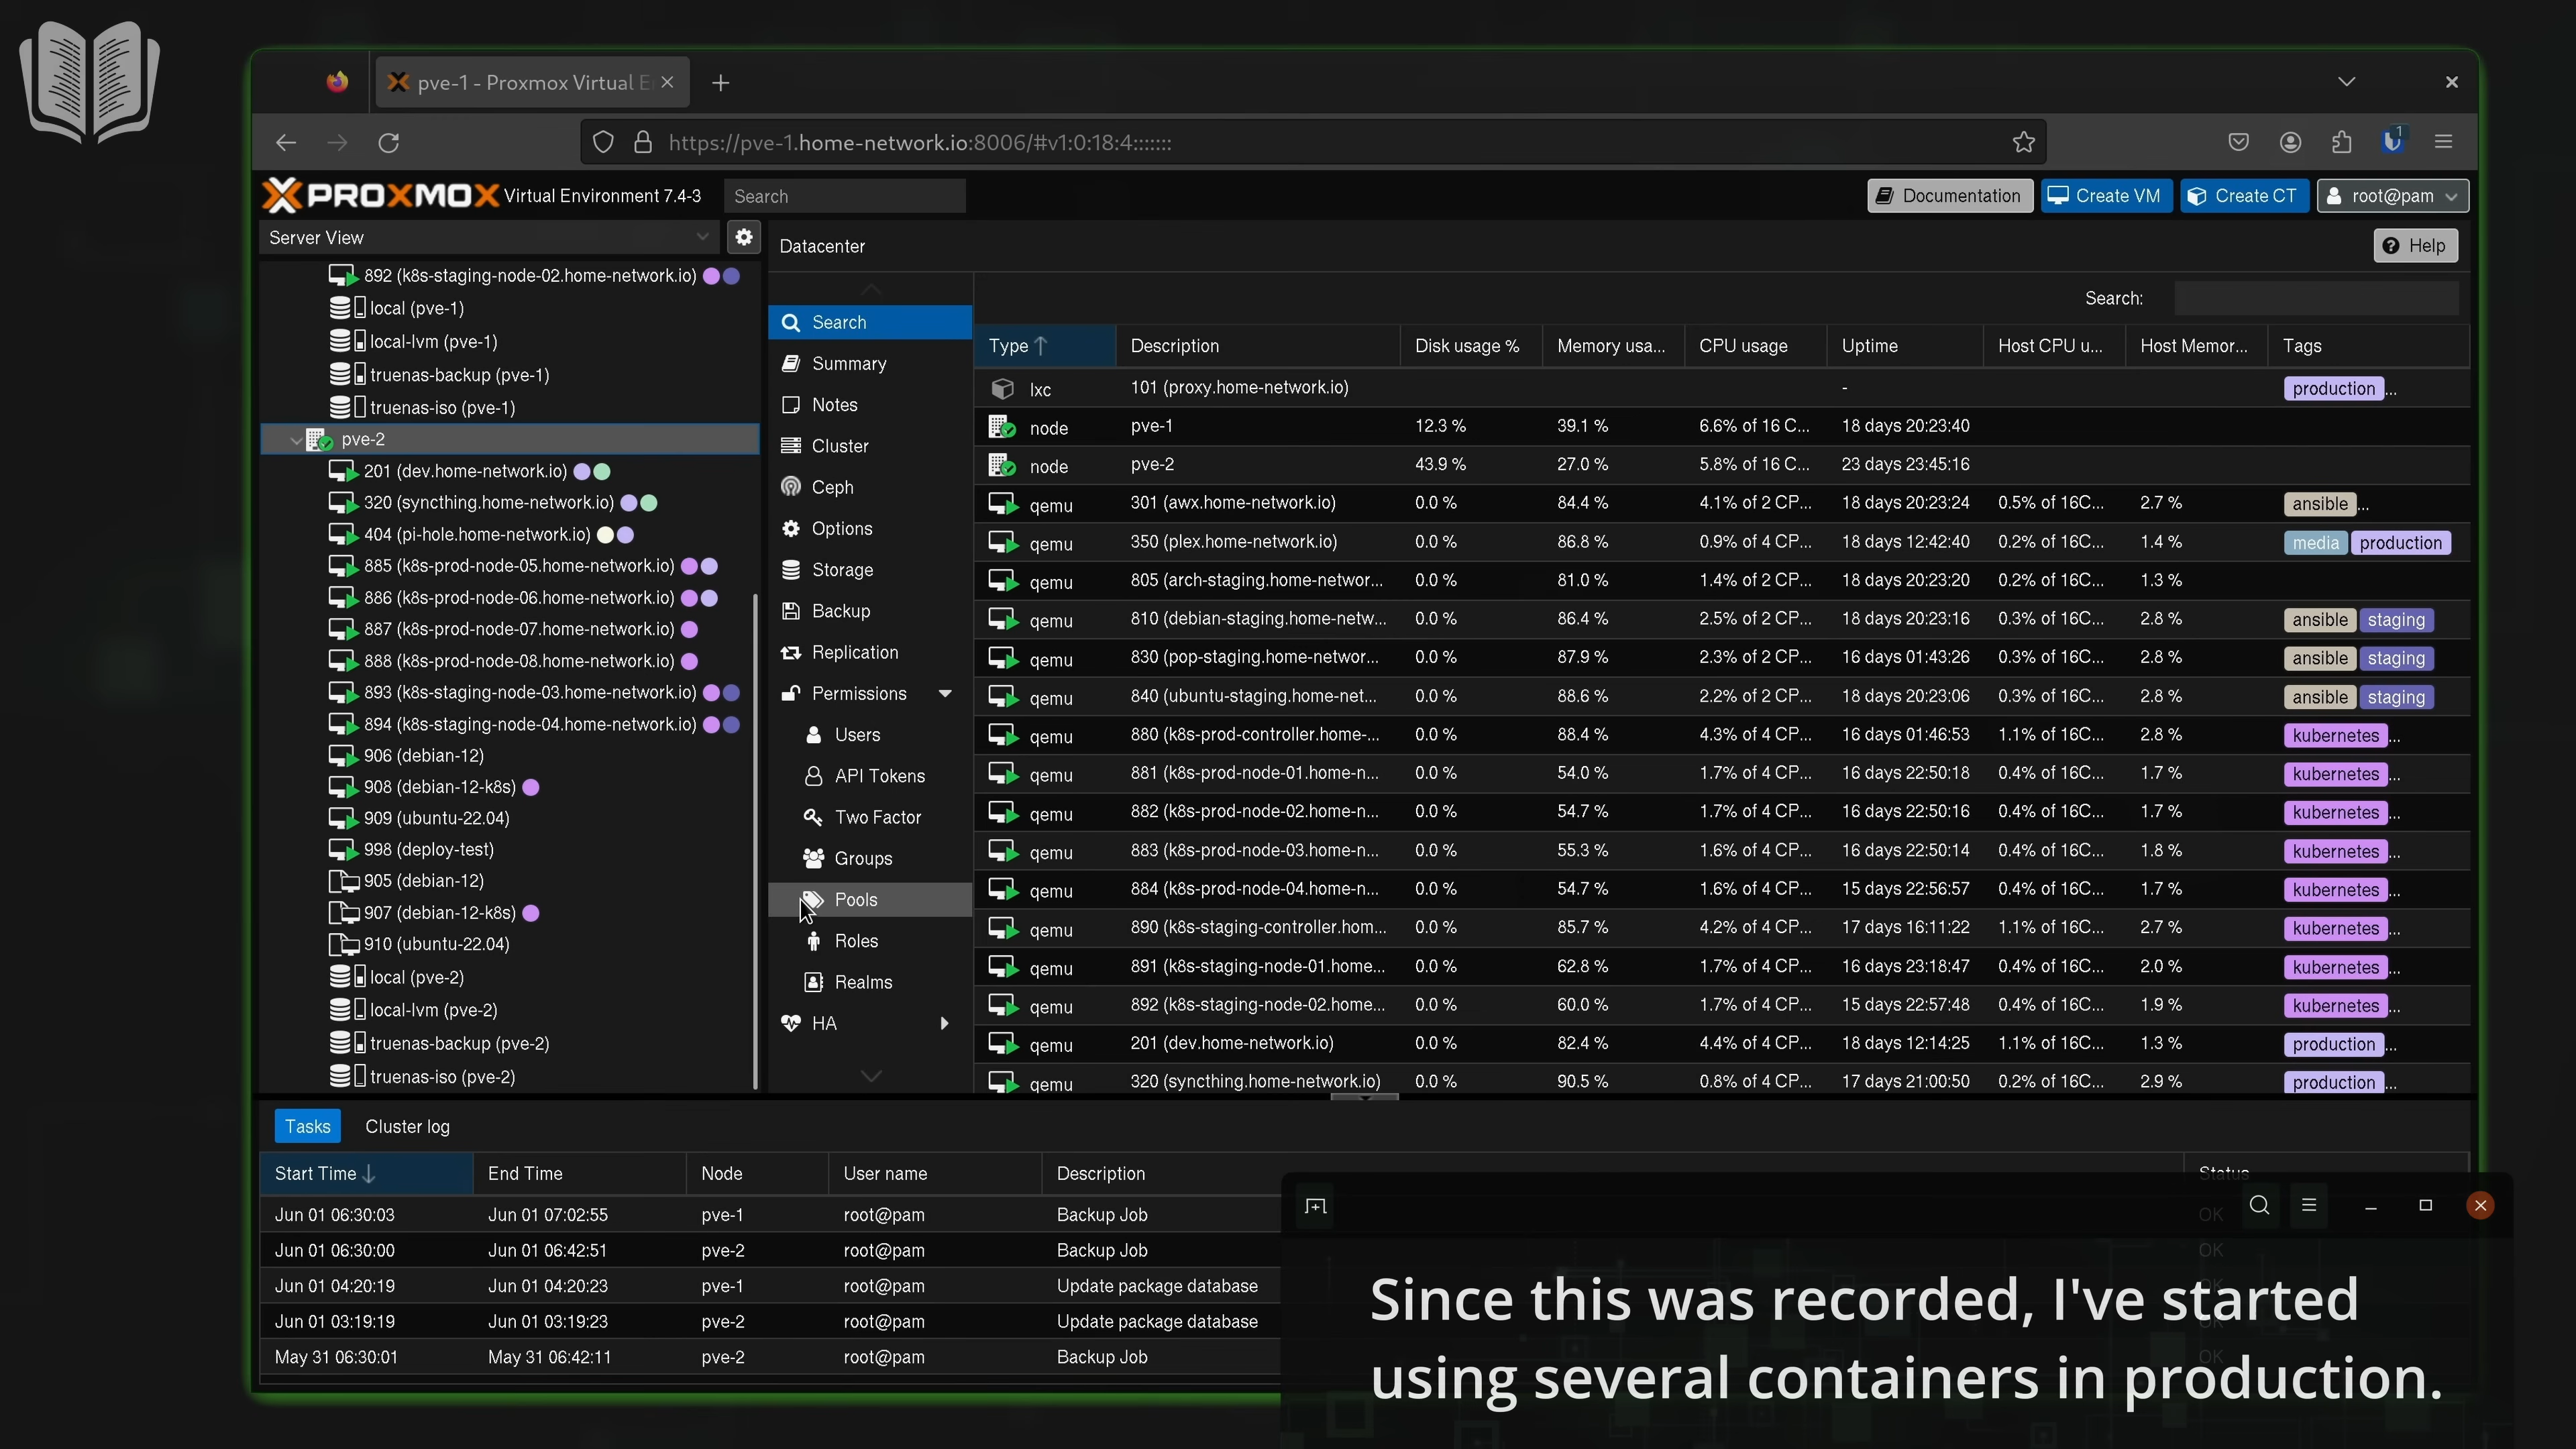 pve-1 - Proxmox Virtual E
https://pve-1.home-network.io:8006/#v1:0:18:4:::::::
1
PROXMOX Virtual Environment 7.4-3 Search Documentation Create VM Create CT root@pam
Server View
Datacenter Help
892 (k8s-staging-node-02.home-network.io)
local (pve-1)
local-lvm (pve-1)
truenas-backup (pve-1)
truenas-iso (pve-1)
pve-2
201 (dev.home-network.io)
320 (syncthing.home-network.io)
404 (pi-hole.home-network.io)
885 (k8s-prod-node-05.home-network.io)
886 (k8s-prod-node-06.home-network.io)
887 (k8s-prod-node-07.home-network.io)
888 (k8s-prod-node-08.home-network.io)
893 (k8s-staging-node-03.home-network.io)
894 (k8s-staging-node-04.home-network.io)
906 (debian-12)
908 (debian-12-k8s)
909 (ubuntu-22.04)
998 (deploy-test)
905 (debian-12)
907 (debian-12-k8s)
910 (ubuntu-22.04)
local (pve-2)
local-lvm (pve-2)
truenas-backup (pve-2)
truenas-iso (pve-2)
Search
Summary
Notes
Cluster
Ceph
Options
Storage
Backup
Replication
Permissions
Users
API Tokens
Two Factor
Groups
Pools
Roles
Realms
HA
Search:
Type Description Disk usage % Memory usa... CPU usage Uptime Host CPU u... Host Memor... Tags
lxc 101 (proxy.home-network.io) - production...
node pve-1 12.3 % 39.1 % 6.6% of 16 C... 18 days 20:23:40
node pve-2 43.9 % 27.0 % 5.8% of 16 C... 23 days 23:45:16
qemu 301 (awx.home-network.io) 0.0 % 84.4 % 4.1% of 2 CP... 18 days 20:23:24 0.5% of 16C... 2.7 % ansible...
qemu 350 (plex.home-network.io) 0.0 % 86.8 % 0.9% of 4 CP... 18 days 12:42:40 0.2% of 16C... 1.4 % media production
qemu 805 (arch-staging.home-networ... 0.0 % 81.0 % 1.4% of 2 CP... 18 days 20:23:20 0.2% of 16C... 1.3 %
qemu 810 (debian-staging.home-netw... 0.0 % 86.4 % 2.5% of 2 CP... 18 days 20:23:16 0.3% of 16C... 2.8 % ansible staging
qemu 830 (pop-staging.home-networ... 0.0 % 87.9 % 2.3% of 2 CP... 16 days 01:43:26 0.3% of 16C... 2.8 % ansible staging
qemu 840 (ubuntu-staging.home-net... 0.0 % 88.6 % 2.2% of 2 CP... 18 days 20:23:06 0.3% of 16C... 2.8 % ansible staging
qemu 880 (k8s-prod-controller.home-... 0.0 % 88.4 % 4.3% of 4 CP... 16 days 01:46:53 1.1% of 16C... 2.8 % kubernetes...
qemu 881 (k8s-prod-node-01.home-n... 0.0 % 54.0 % 1.7% of 4 CP... 16 days 22:50:18 0.4% of 16C... 1.7 % kubernetes...
qemu 882 (k8s-prod-node-02.home-n... 0.0 % 54.7 % 1.7% of 4 CP... 16 days 22:50:16 0.4% of 16C... 1.7 % kubernetes...
qemu 883 (k8s-prod-node-03.home-n... 0.0 % 55.3 % 1.6% of 4 CP... 16 days 22:50:14 0.4% of 16C... 1.8 % kubernetes...
qemu 884 (k8s-prod-node-04.home-n... 0.0 % 54.7 % 1.6% of 4 CP... 15 days 22:56:57 0.4% of 16C... 1.7 % kubernetes...
qemu 890 (k8s-staging-controller.hom... 0.0 % 85.7 % 4.2% of 4 CP... 17 days 16:11:22 1.1% of 16C... 2.7 % kubernetes...
qemu 891 (k8s-staging-node-01.home... 0.0 % 62.8 % 1.7% of 4 CP... 16 days 23:18:47 0.4% of 16C... 2.0 % kubernetes...
qemu 892 (k8s-staging-node-02.home... 0.0 % 60.0 % 1.7% of 4 CP... 15 days 22:57:48 0.4% of 16C... 1.9 % kubernetes...
qemu 201 (dev.home-network.io) 0.0 % 82.4 % 4.4% of 4 CP... 18 days 12:14:25 1.1% of 16C... 1.3 % production...
qemu 320 (syncthing.home-network.io) 0.0 % 90.5 % 0.8% of 4 CP... 17 days 21:00:50 0.2% of 16C... 2.9 % production...
Tasks Cluster log
Start Time End Time Node User name Description Status
Jun 01 06:30:03 Jun 01 07:02:55 pve-1 root@pam Backup Job OK
Jun 01 06:30:00 Jun 01 06:42:51 pve-2 root@pam Backup Job OK
Jun 01 04:20:19 Jun 01 04:20:23 pve-1 root@pam Update package database OK
Jun 01 03:19:19 Jun 01 03:19:23 pve-2 root@pam Update package database OK
May 31 06:30:01 May 31 06:42:11 pve-2 root@pam Backup Job OK
Since this was recorded, I've started
using several containers in production.